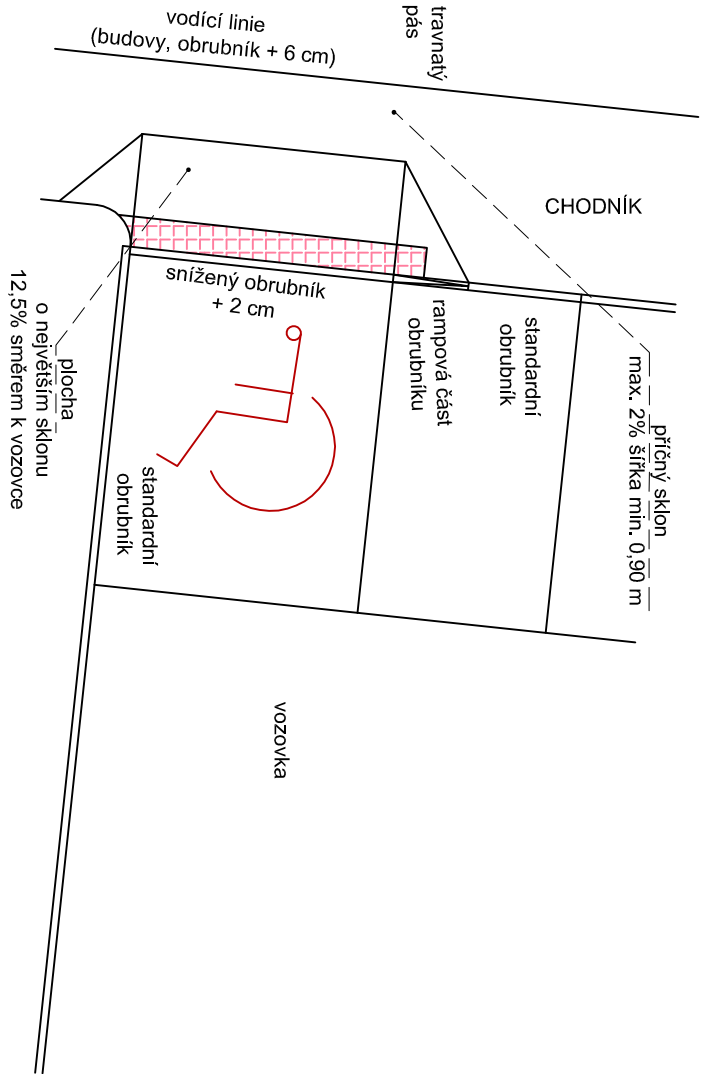 vodící linie
(budovy, obrubník + 6 cm)
travnatý
pás
CHODNÍK
snížený obrubník
+ 2 cm
rampová část
obrubníku
standardní
obrubník
příčný sklon
max. 2% šířka min. 0,90 m
plocha
o největším sklonu
12,5% směrem k vozovce
standardní
obrubník
vozovka